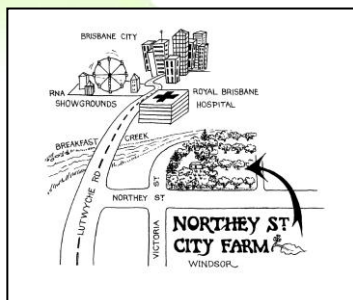 BRISBANE CITY
RNA
SHOWGROUNDS
ROYAL BRISBANE
HOSPITAL
BREAKFAST CREEK
LUTWYCHE RD
NORTHEY ST
VICTORIA ST
NORTHEY ST
CITY FARM
WINDSOR